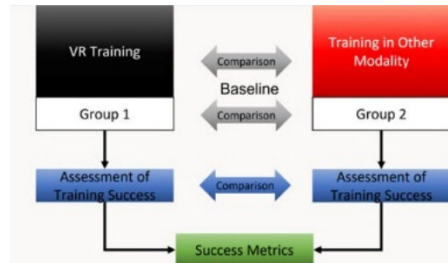 VR Training
Comparison
Training in Other
Modality
Baseline
Group 1
Comparison
Group 2
Assessment of
Training Success
Comparison
Assessment of
Training Success
Success Metrics